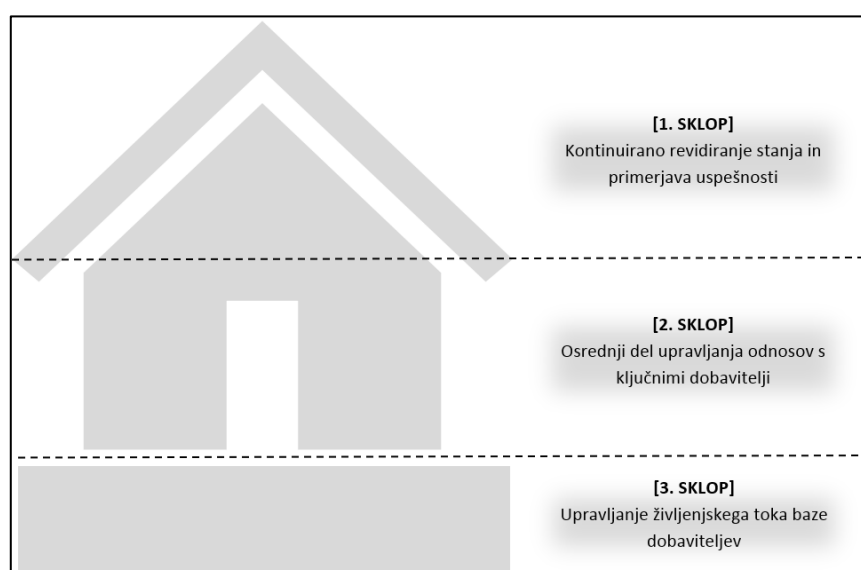 [1. SKLOP]
Kontinuirano revidiranje stanja in
primerjava uspešnosti
[2. SKLOP]
Osrednji del upravljanja odnosov s
ključnimi dobavitelji
[3. SKLOP]
Upravljanje življenjskega toka baze
dobaviteljev